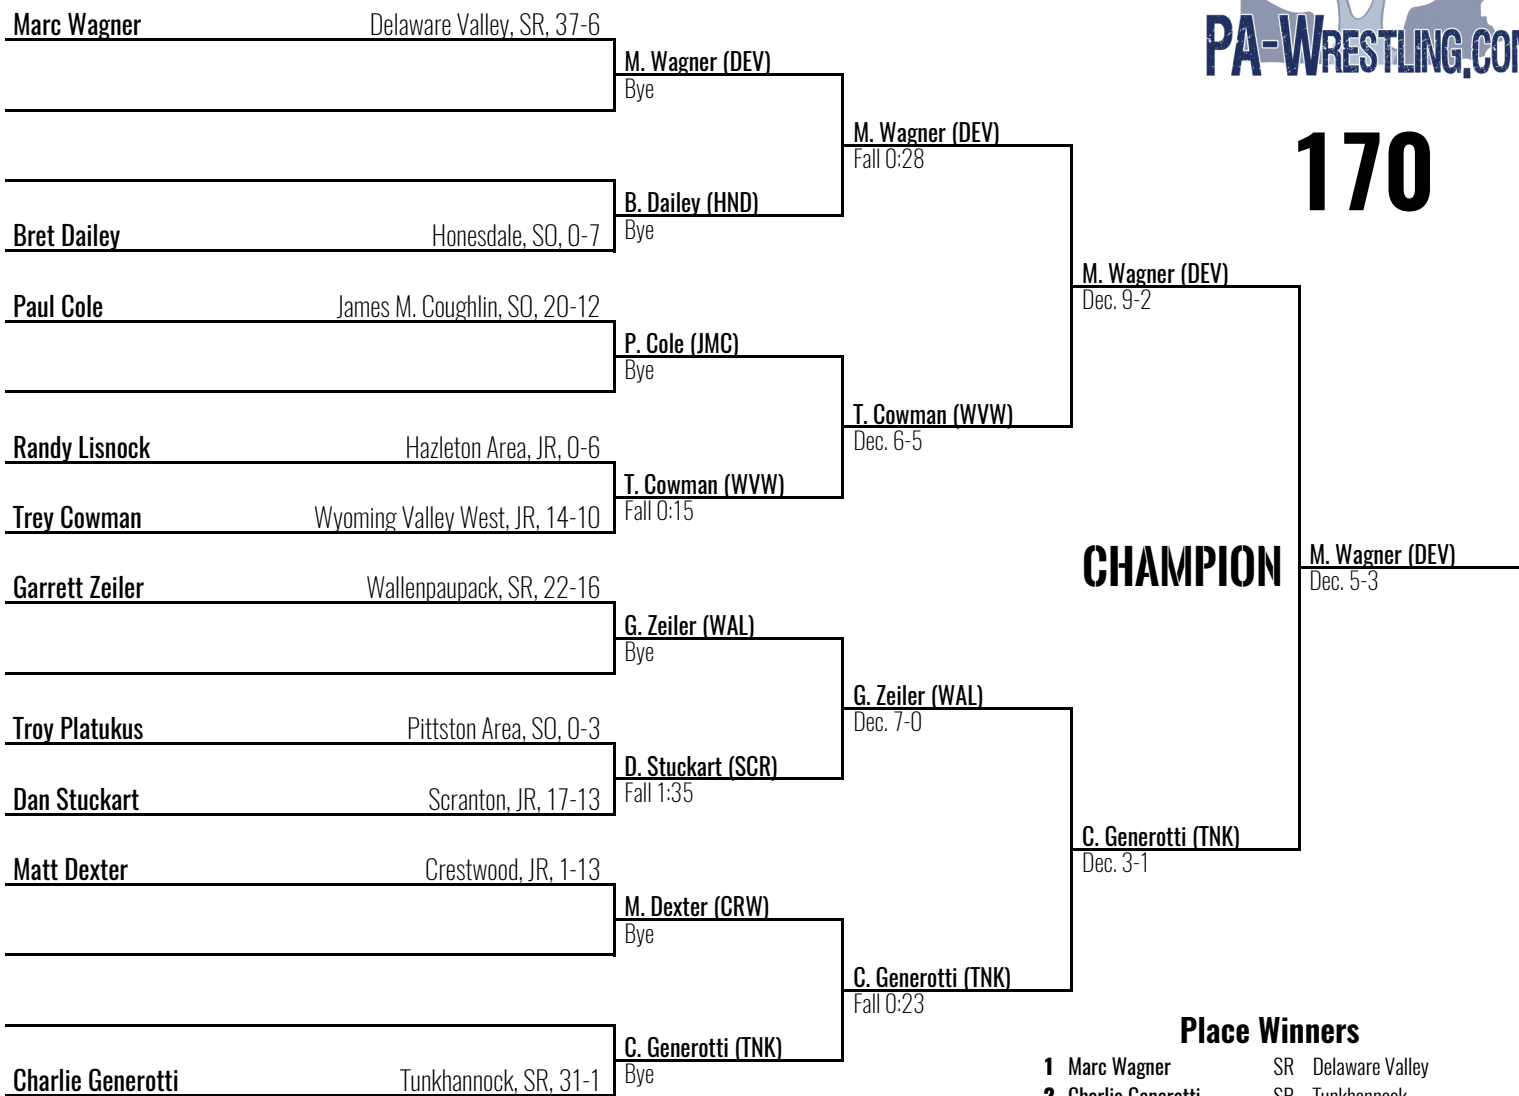 Marc Wagner Delaware Valley, SR, 37-6
PA-WRESTLING.CO
M. Wagner (DEV)
Bye
M. Wagner (DEV)
Fall 0:28
170
B. Dailey (HND)
Bret Dailey Honesdale, SO, 0-7
Bye
M. Wagner (DEV)
Dec. 9-2
Paul Cole James M. Coughlin, SO, 20-12
P. Cole (JMC)
Bye
T. Cowman (WVW)
Dec. 6-5
Randy Lisnock Hazleton Area, JR, 0-6
T. Cowman (WVW)
Fall 0:15
Trey Cowman Wyoming Valley West, JR, 14-10
CHAMPION
M. Wagner (DEV)
Dec. 5-3
Garrett Zeiler Wallenpaupack, SR, 22-16
G. Zeiler (WAL)
Bye
G. Zeiler (WAL)
Dec. 7-0
Troy Platukus Pittston Area, SO, 0-3
D. Stuckart (SCR)
Fall 1:35
Dan Stuckart Scranton, JR, 17-13
C. Generotti (TNK)
Dec. 3-1
Matt Dexter Crestwood, JR, 1-13
M. Dexter (CRW)
Bye
C. Generotti (TNK)
Fall 0:23
Place Winners
C. Generotti (TNK)
Bye
Charlie Generotti Tunkhannock, SR, 31-1
1 Marc Wagner SR Delaware Valley
2 Charlie Generotti SR Tunkhannock